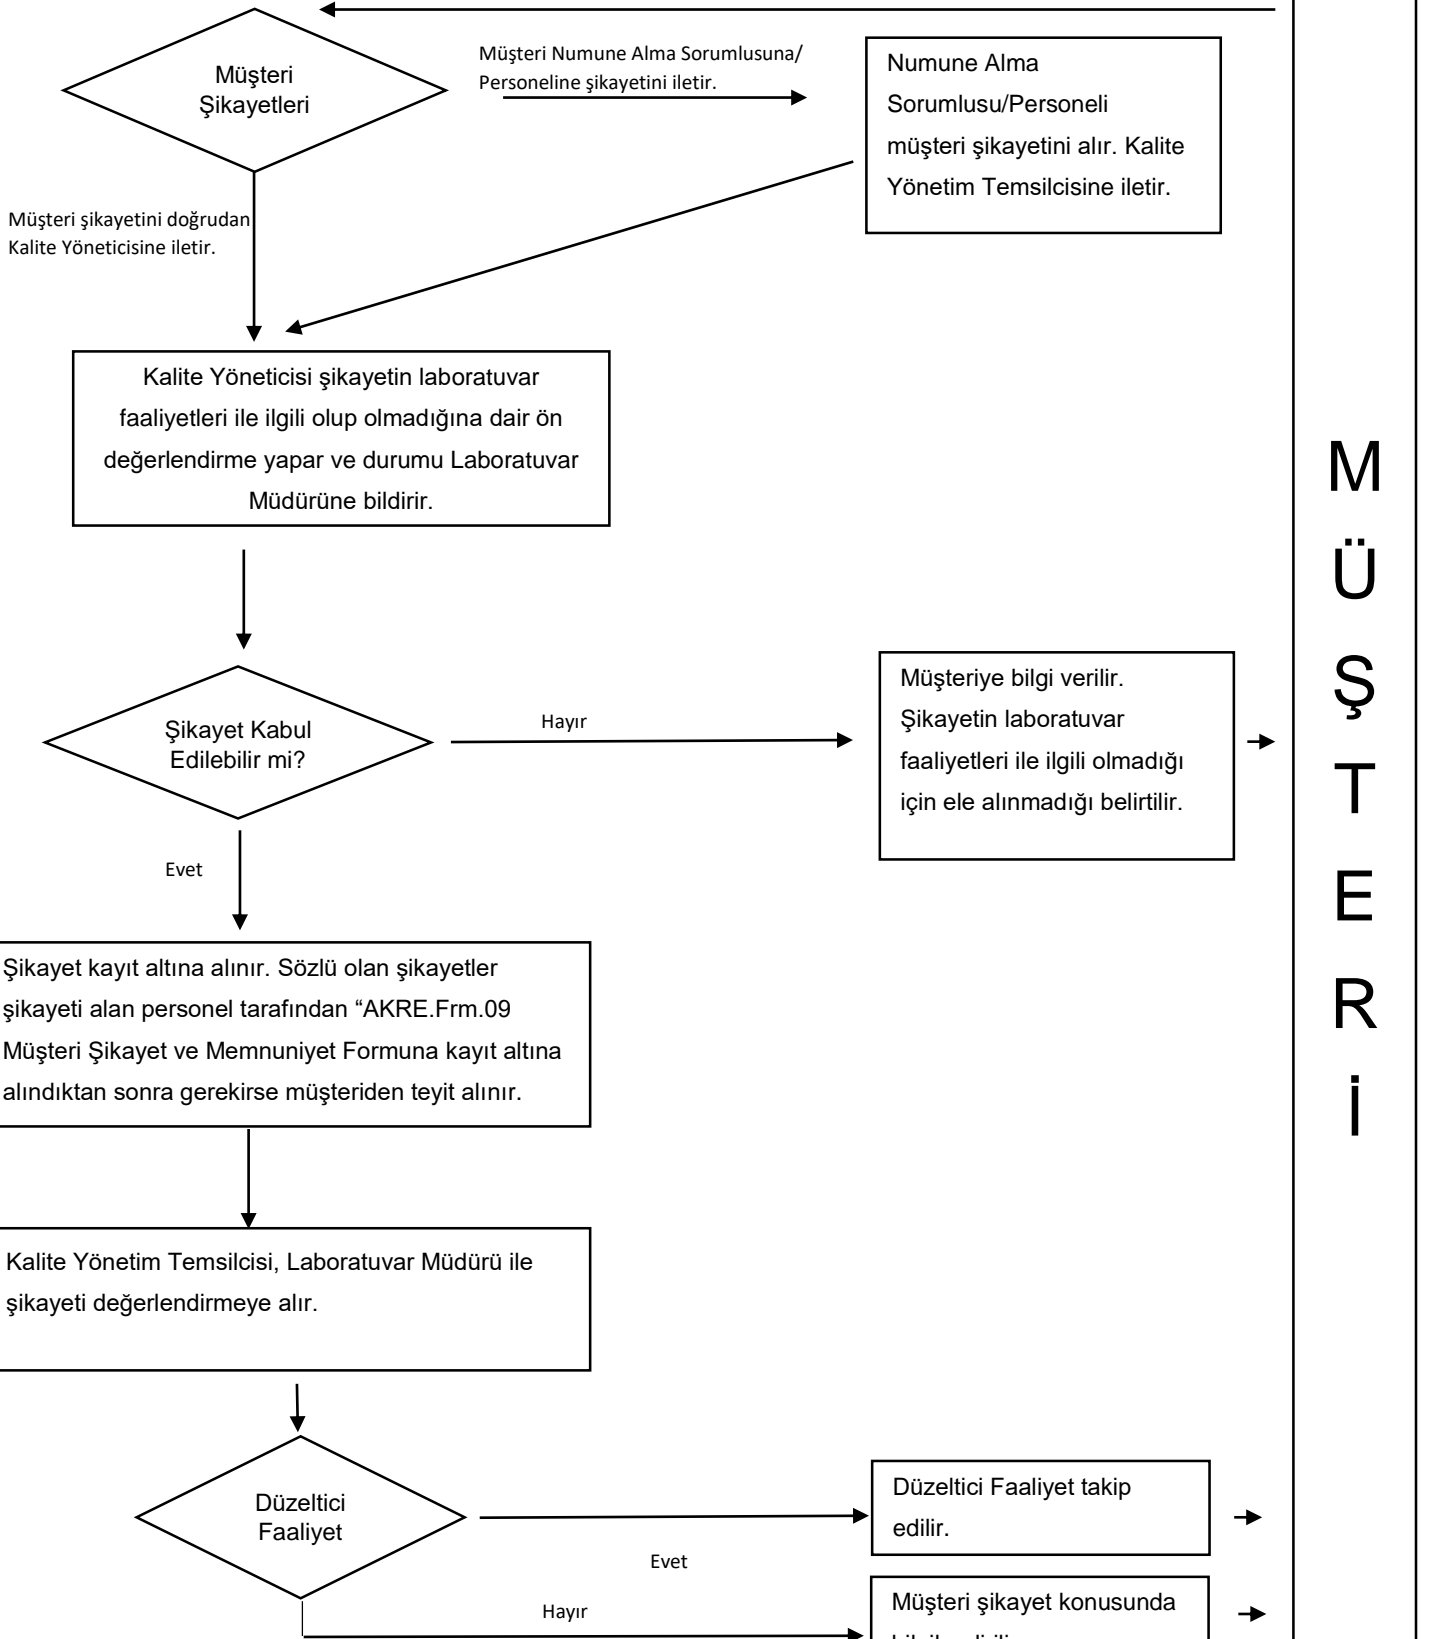 Müşteri
Şikayetleri
Müşteri Numune Alma Sorumlusuna/
Personeline şikayetini iletir.
Numune Alma
Sorumlusu/Personeli
müşteri şikayetini alır. Kalite
Yönetim Temsilcisine iletir.
Müşteri şikayetini doğrudan
Kalite Yöneticisine iletir.
Kalite Yöneticisi şikayetin laboratuvar
faaliyetleri ile ilgili olup olmadığına dair ön
değerlendirme yapar ve durumu Laboratuvar
Müdürüne bildirir.
Şikayet Kabul
Edilebilir mi?
Hayır
Müşteriye bilgi verilir.
Şikayetin laboratuvar
faaliyetleri ile ilgili olmadığı
için ele alınmadığı belirtilir.
Evet
Şikayet kayıt altına alınır. Sözlü olan şikayetler
şikayeti alan personel tarafından “AKRE.Frm.09
Müşteri Şikayet ve Memnuniyet Formuna kayıt altına
alındıktan sonra gerekirse müşteriden teyit alınır.
Kalite Yönetim Temsilcisi, Laboratuvar Müdürü ile
şikayeti değerlendirmeye alır.
Düzeltici
Faaliyet
Evet
Düzeltici Faaliyet takip
edilir.
Hayır
Müşteri şikayet konusunda
M
Ü
Ş
T
E
R
İ